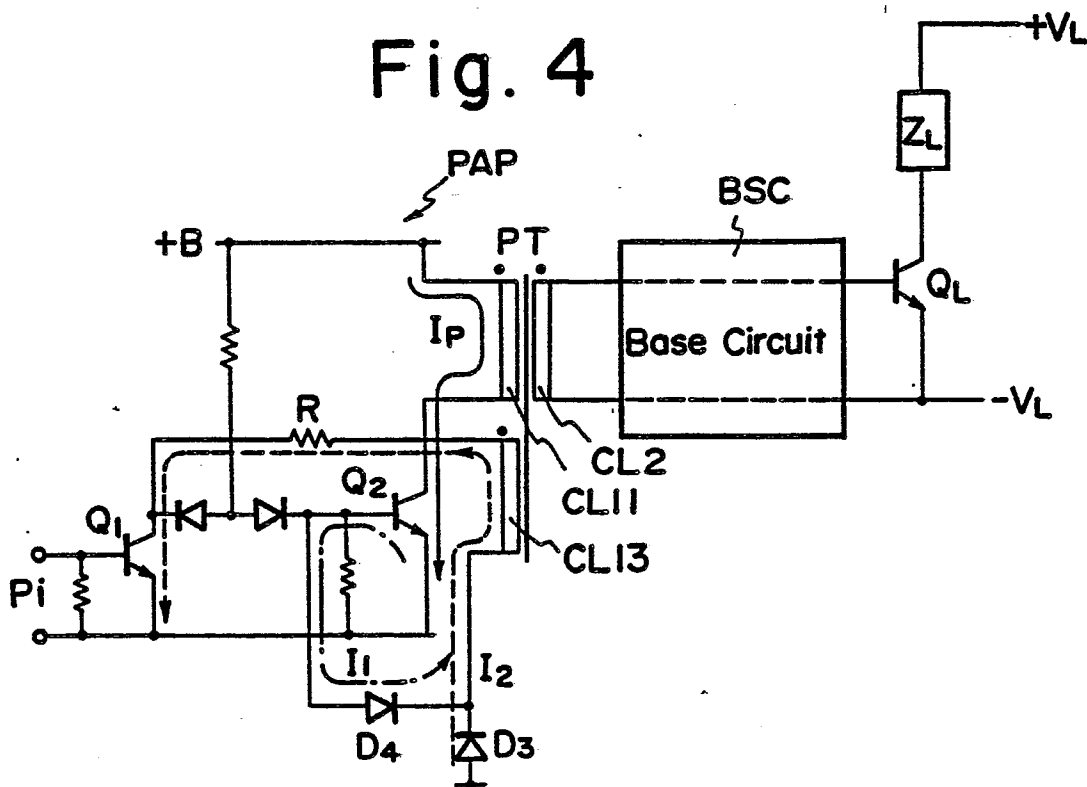 Fig. 4
+VL
ZL
PAP
BSC
+B
PT
QL
IP
Base Circuit
-VL
R
CL2
Q2
CL11
Q1
CL13
Pi
I1
I2
D4
D3